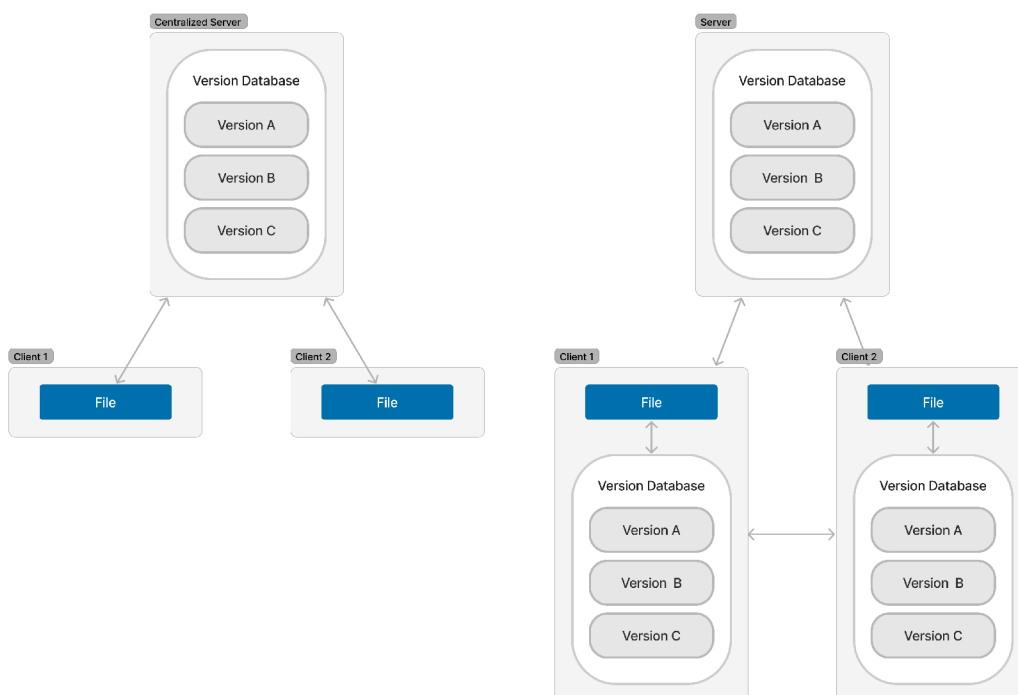 Centralized Server
Version Database
Version A
Version B
Version C
Client 1
File
Client 2
File
Server
Version Database
Version A
Version  B
Version C
Client 1
File
Version Database
Version A
Version  B
Version C
Client 2
File
Version Database
Version A
Version  B
Version C